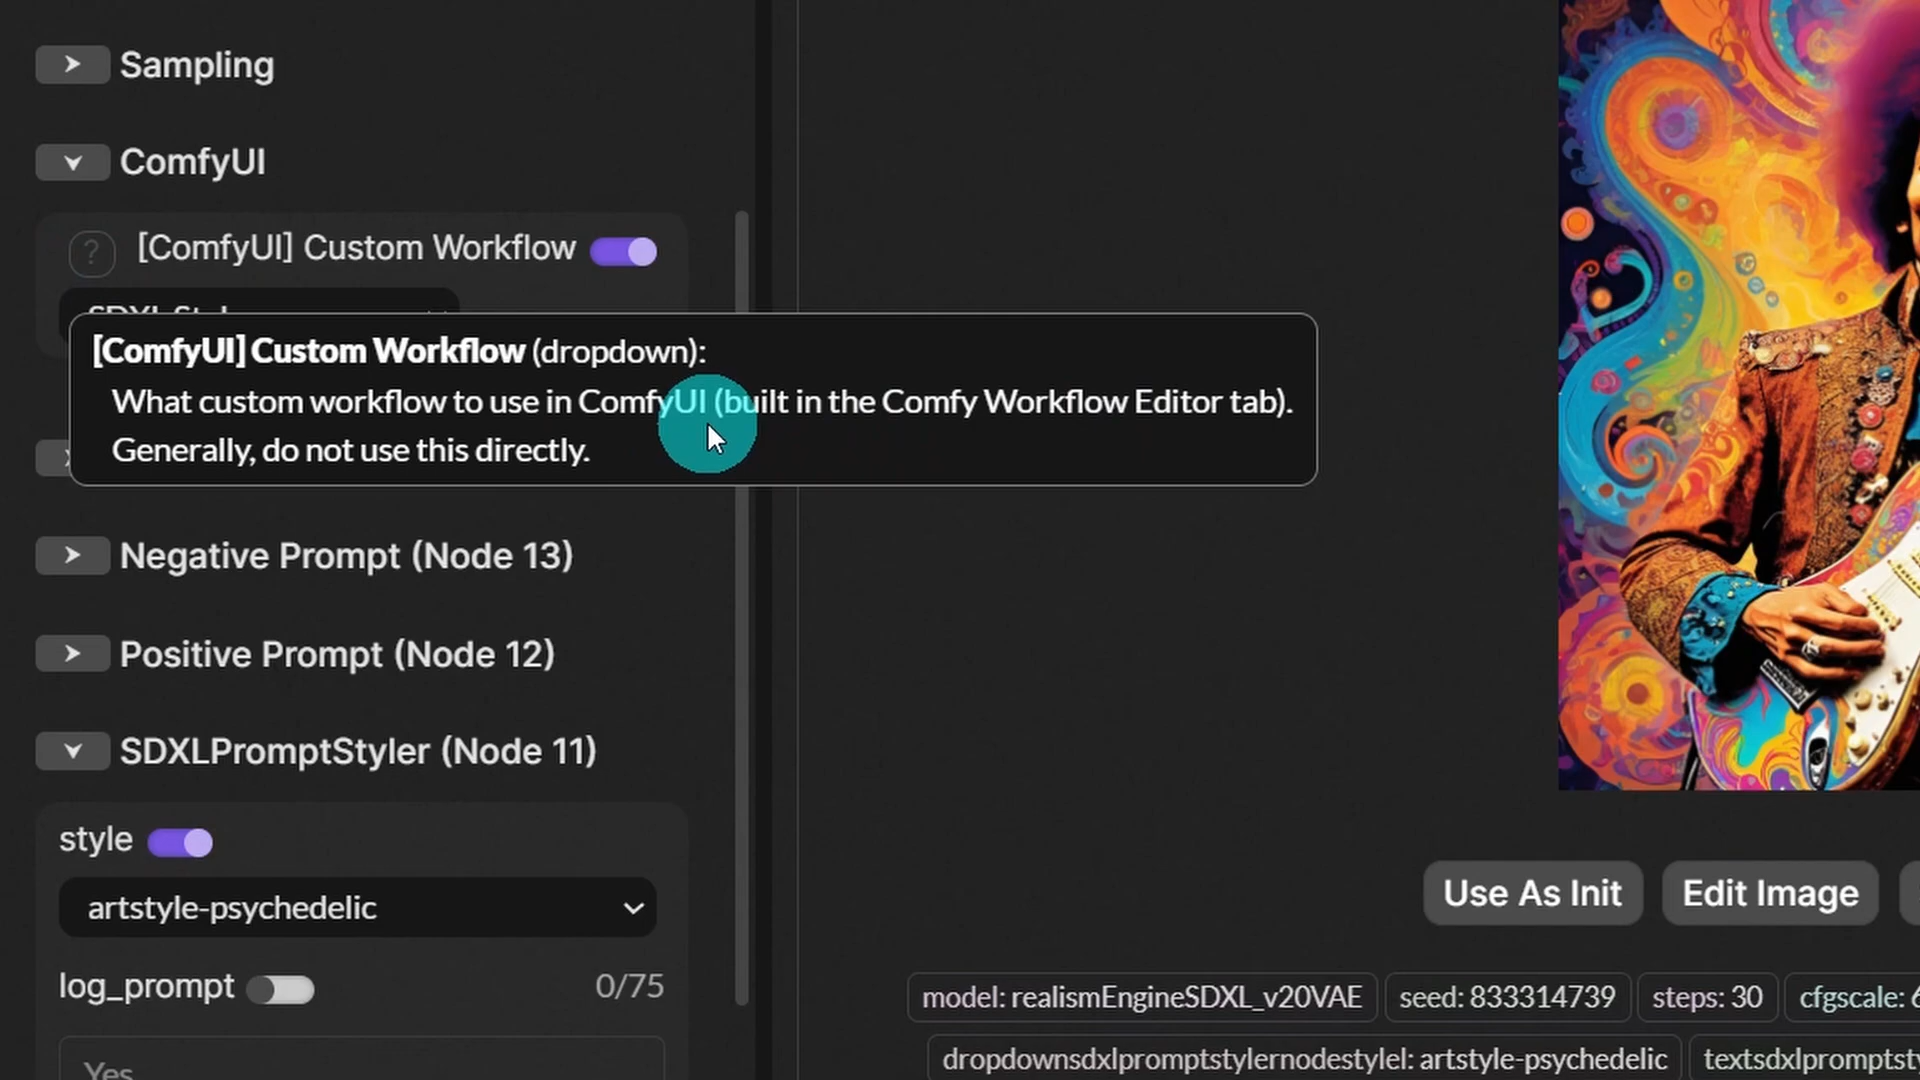 Sampling
ComfyUI
? [ComfyUI] Custom Workflow
[ComfyUI] Custom Workflow (dropdown):
What custom workflow to use in ComfyUI (built in the Comfy Workflow Editor tab).
Generally, do not use this directly.
Negative Prompt (Node 13)
Positive Prompt (Node 12)
SDXLPromptStyler (Node 11)
style
artstyle-psychedelic
log_prompt 0/75
Yes
Use As Init Edit Image
model: realismEngineSDXL_v20VAE seed: 833314739 steps: 30 cfgscale:
dropdownsdxlpromptstylernodestylel: artstyle-psychedelic